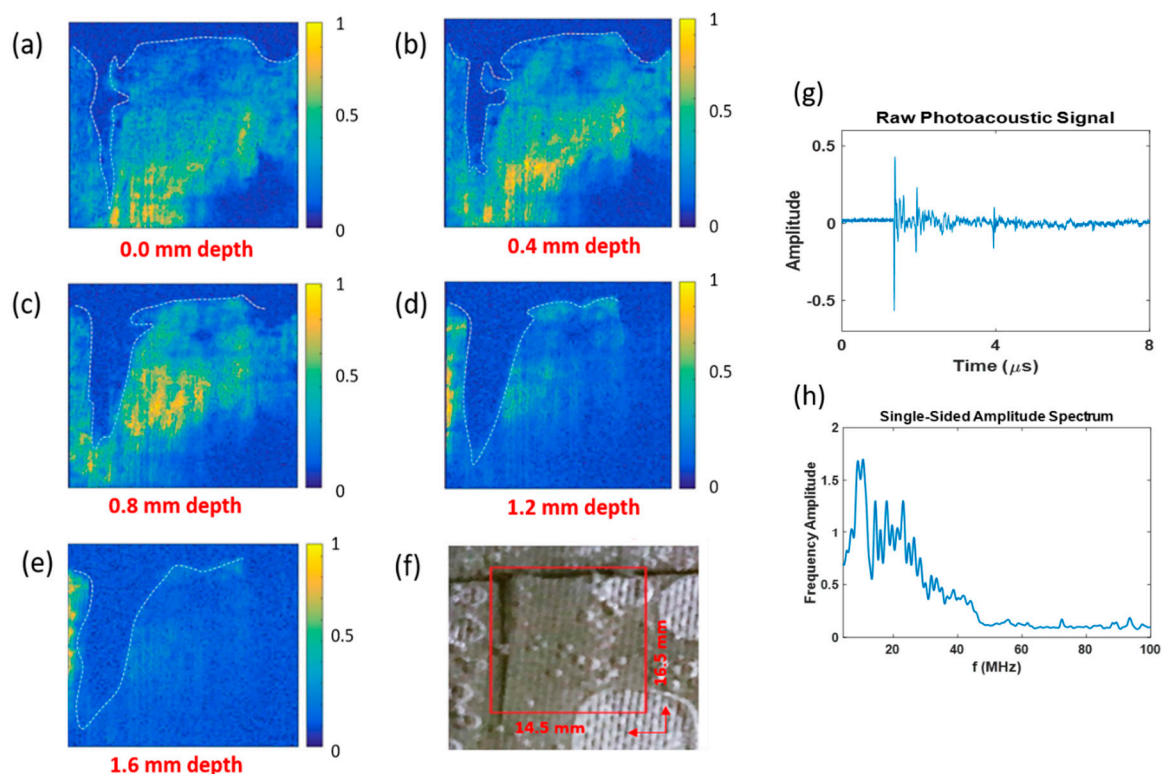 (a)
1
0.5
0
0.0 mm depth
(b)
1
0.5
0
0.4 mm depth
(c)
1
0.5
0
0.8 mm depth
(d)
1
0.5
0
1.2 mm depth
(e)
1
0.5
0
1.6 mm depth
(f)
16.5 mm
14.5 mm
(g)
Raw Photoacoustic Signal
Amplitude
0.5
0
-0.5
0
4
8
Time (μs)
(h)
Single-Sided Amplitude Spectrum
Frequency Amplitude
2
1.5
1
0.5
0
20
40
60
80
100
f (MHz)